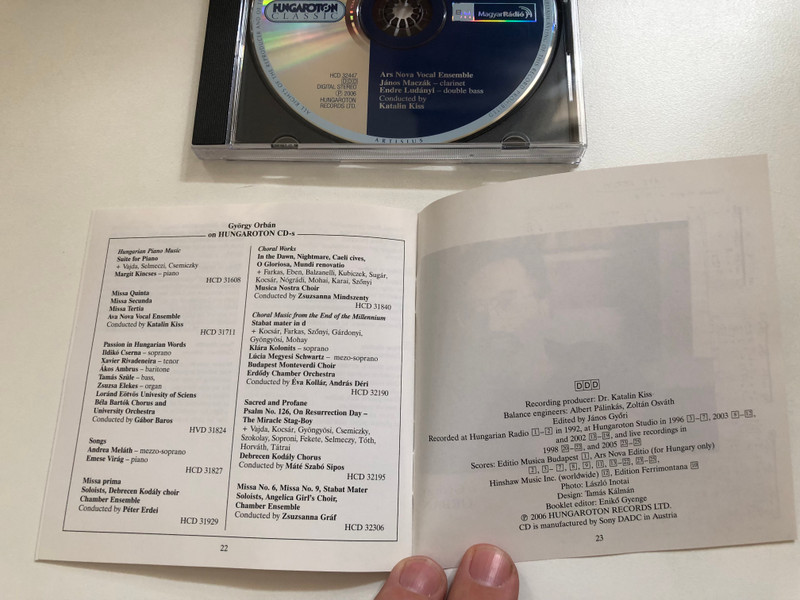 HUNGAROTON
CLASSIC
MagyarRádió
HCD 32447
DDD
DIGITAL STEREO
℗ 2006
HUNGAROTON
RECORDS LTD.
Ars Nova Vocal Ensemble
János Maczák – clarinet
Endre Ludányi – double bass
Conducted by
Katalin Kiss
ARTISJUS
György Orbán
on HUNGAROTON CD-s
Hungarian Piano Music
Suite for Piano
+ Vajda, Selmeczi, Csemiczky
Margit Kincses – piano
HCD 31608
Missa Quinta
Missa Secunda
Missa Tertia
Ava Nova Vocal Ensemble
Conducted by Katalin Kiss
HCD 31711
Passion in Hungarian Words
Ildikó Cserna – soprano
Xavier Rivadeneira – tenor
Ákos Ambrus – baritone
Tamás Szüle – bass,
Zsuzsa Elekes – organ
Loránd Eötvös Univesity of Sciens
Béla Bartók Chorus and
University Orchestra
Conducted by Gábor Baros
HVD 31824
Songs
Andrea Meláth – mezzo-soprano
Emese Virág – piano
HCD 31827
Missa prima
Soloists, Debrecen Kodály choir
Chamber Ensemble
Conducted by Péter Erdei
HCD 31929
Choral Works
In the Dawn, Nightmare, Caeli cives,
O Gloriosa, Mundi renovatio
+ Farkas, Eben, Balzanelli, Kubiczek, Sugár,
Kocsár, Nógrádi, Mohai, Karai, Szőnyi
Musica Nostra Choir
Conducted by Zsuzsanna Mindszenty
HCD 31840
Choral Music from the End of the Millennium
Stabat mater in d
+ Kocsár, Farkas, Szőnyi, Gárdonyi,
Gyöngyösi, Mohay
Klára Kolonits – soprano
Lúcia Megyesi Schwartz – mezzo-soprano
Budapest Monteverdi Choir
Erdődy Chamber Orchestra
Conducted by Éva Kollár, András Déri
HCD 32190
Sacred and Profane
Psalm No. 126, On Resurrection Day –
The Miracle Stag-Boy
+ Vajda, Kocsár, Gyöngyösi, Csemiczky,
Szokolay, Soproni, Fekete, Selmeczy, Tóth,
Horváth, Tátrai
Debrecen Kodály Chorus
Conducted by Máté Szabó Sipos
HCD 32195
Missa No. 6, Missa No. 9, Stabat Mater
Soloists, Angelica Girl's Choir,
Chamber Ensemble
Conducted by Zsuzsanna Gráf
HCD 32306
22
DDD
Recording producer: Dr. Katalin Kiss
Balance engineers: Albert Pálinkás, Zoltán Osváth
Edited by János Győri
Recorded at Hungarian Radio in 1992, at Hungaroton Studio in 1996, 2003
and 2002, and live recordings in
1998 and 2005
Scores: Editio Musica Budapest, Ars Nova Editio (for Hungary only)
Hinshaw Music Inc. (worldwide), Edition Ferrimontana
Photo: László Inotai
Design: Tamás Kálmán
Booklet editor: Enikő Gyenge
℗ 2006 HUNGAROTON RECORDS LTD.
CD is manufactured by Sony DADC in Austria
23